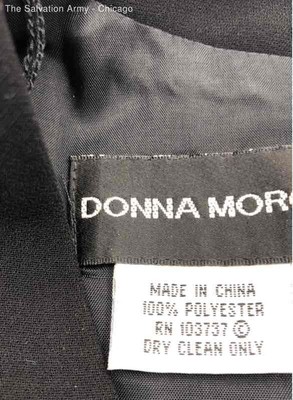 The Salvation Army - Chicago
DONNA MOR
MADE IN CHINA
100% POLYESTER
RN 103737 ©
DRY CLEAN ONLY